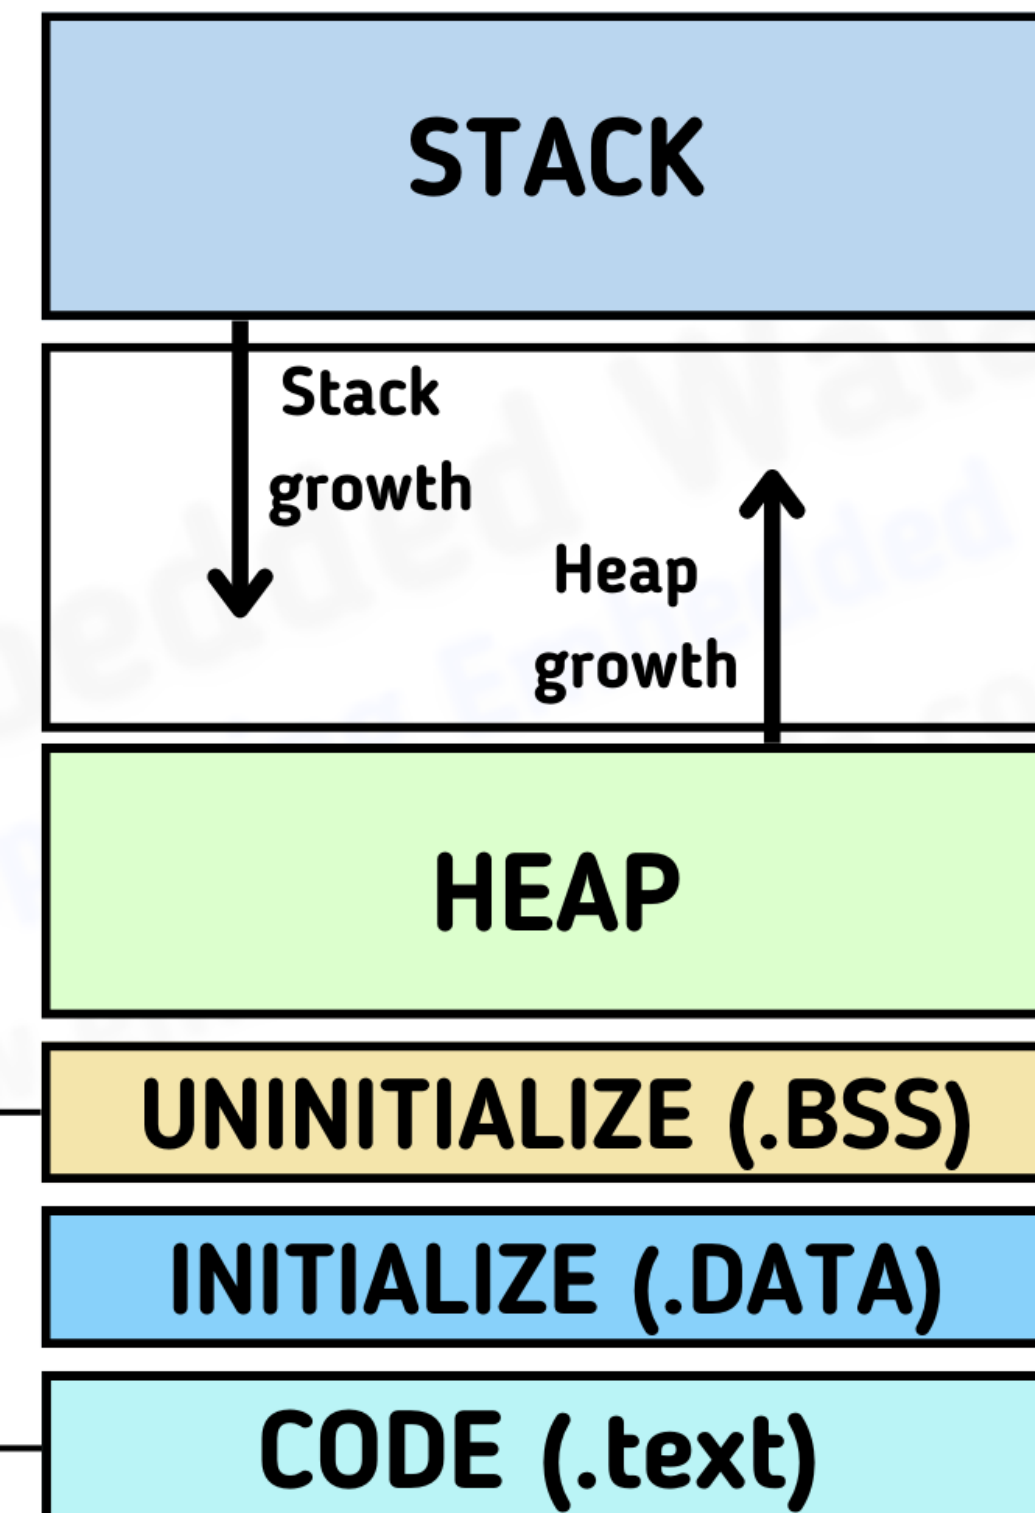 STACK
Stack
growth
Heap
growth
HEAP
UNINITIALIZE (.BSS)
INITIALIZE (.DATA)
CODE (.text)